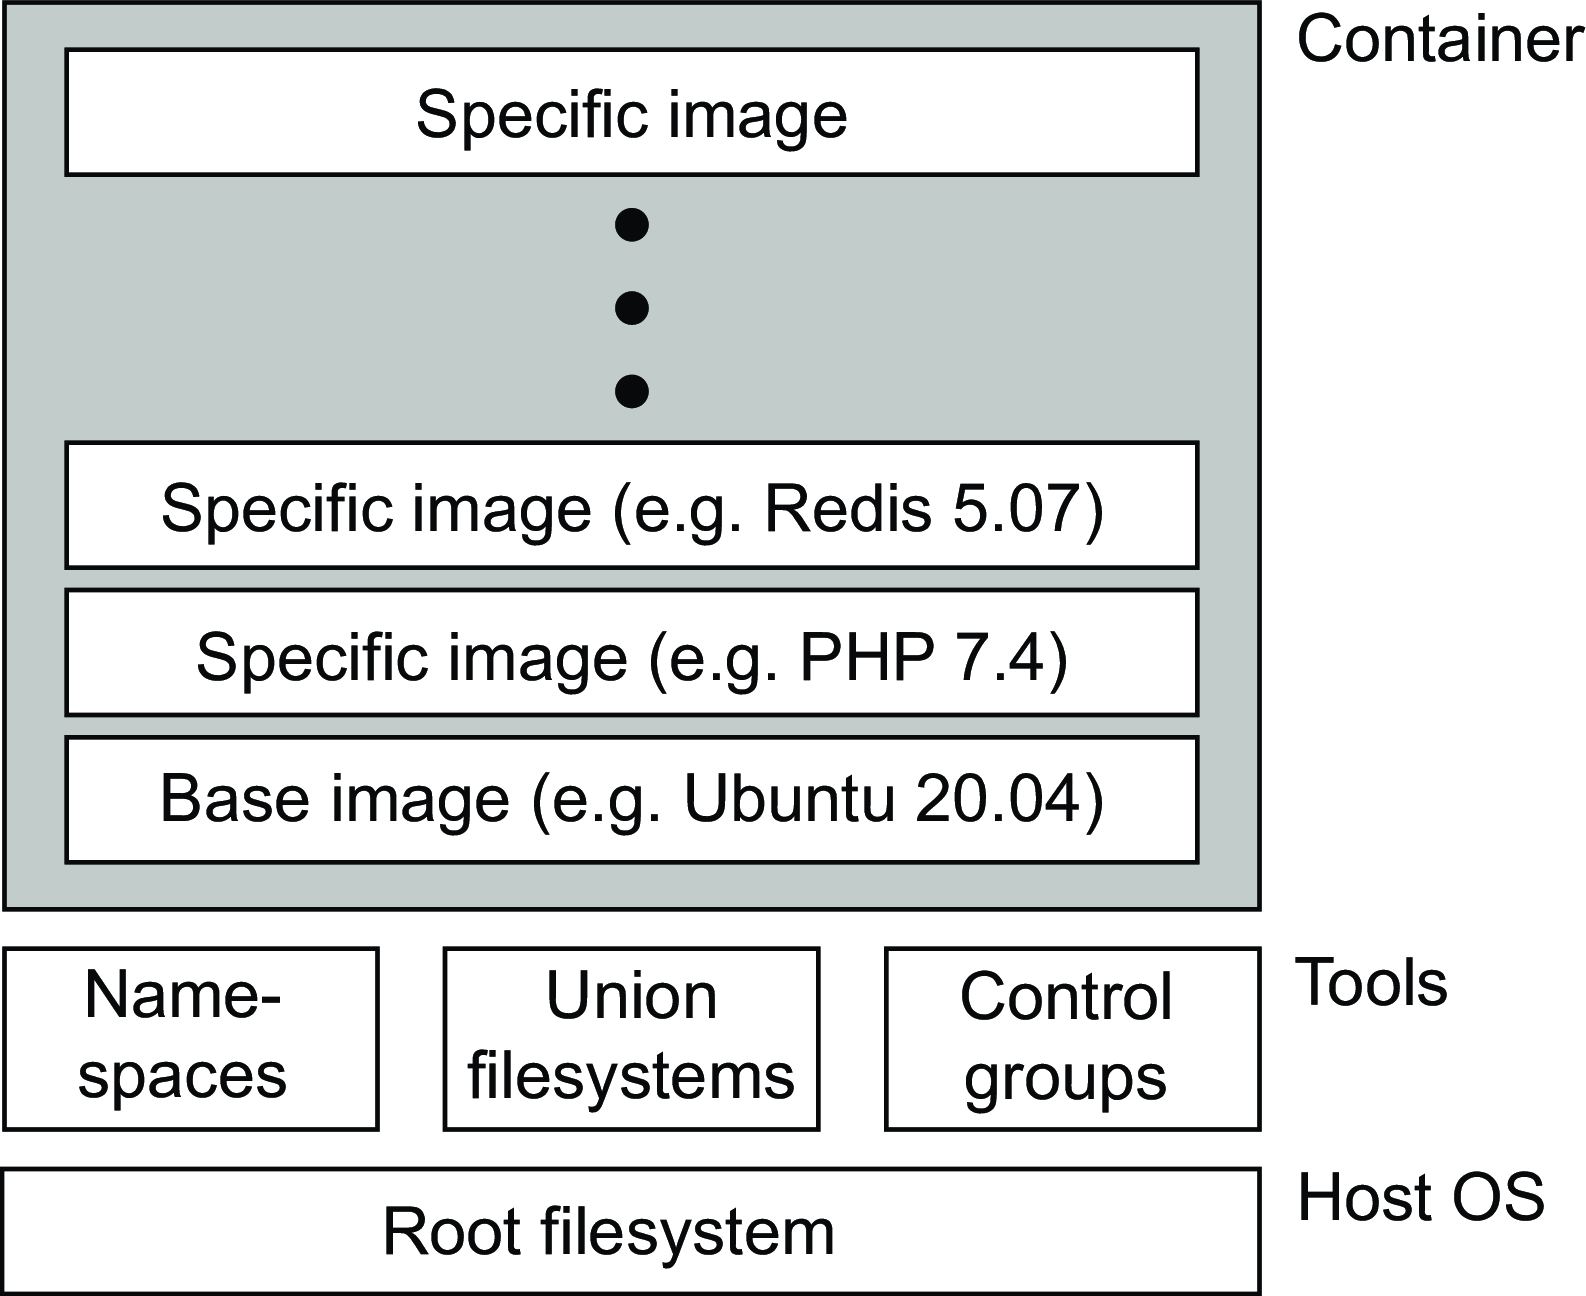 Container
Specific image
Specific image (e.g. Redis 5.07)
Specific image (e.g. PHP 7.4)
Base image (e.g. Ubuntu 20.04)
Name-
spaces
Union
filesystems
Control
groups
Tools
Root filesystem
Host OS